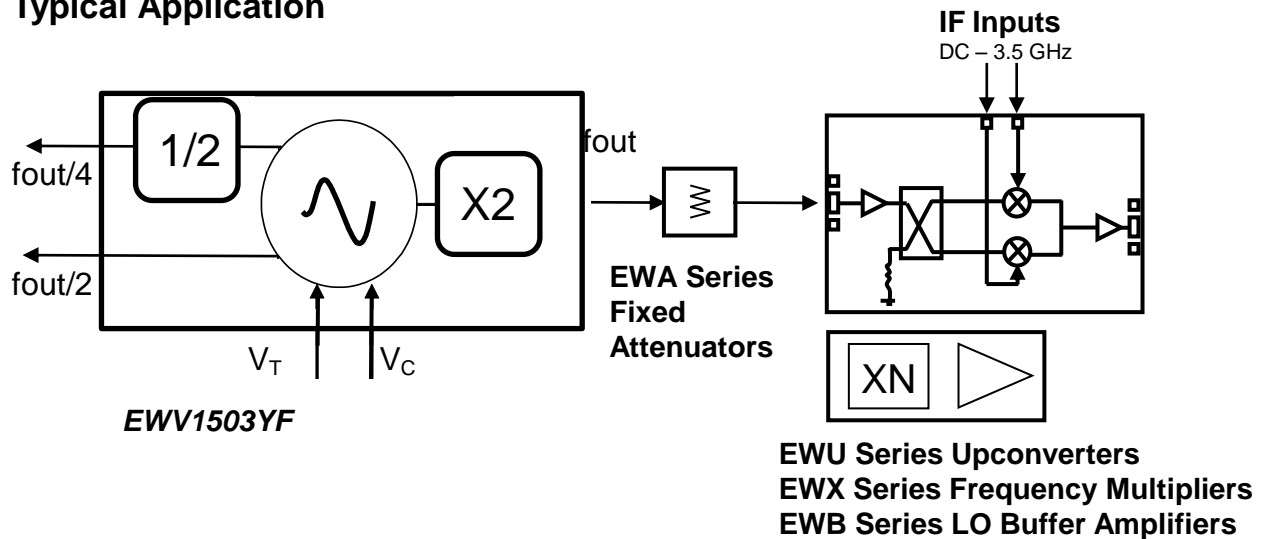 Typical Application
IF Inputs
DC – 3.5 GHz
1/2
fout
fout/4
X2
fout/2
EWA Series
Fixed
Attenuators
VT
VC
XN
EWV1503YF
EWU Series Upconverters
EWX Series Frequency Multipliers
EWB Series LO Buffer Amplifiers